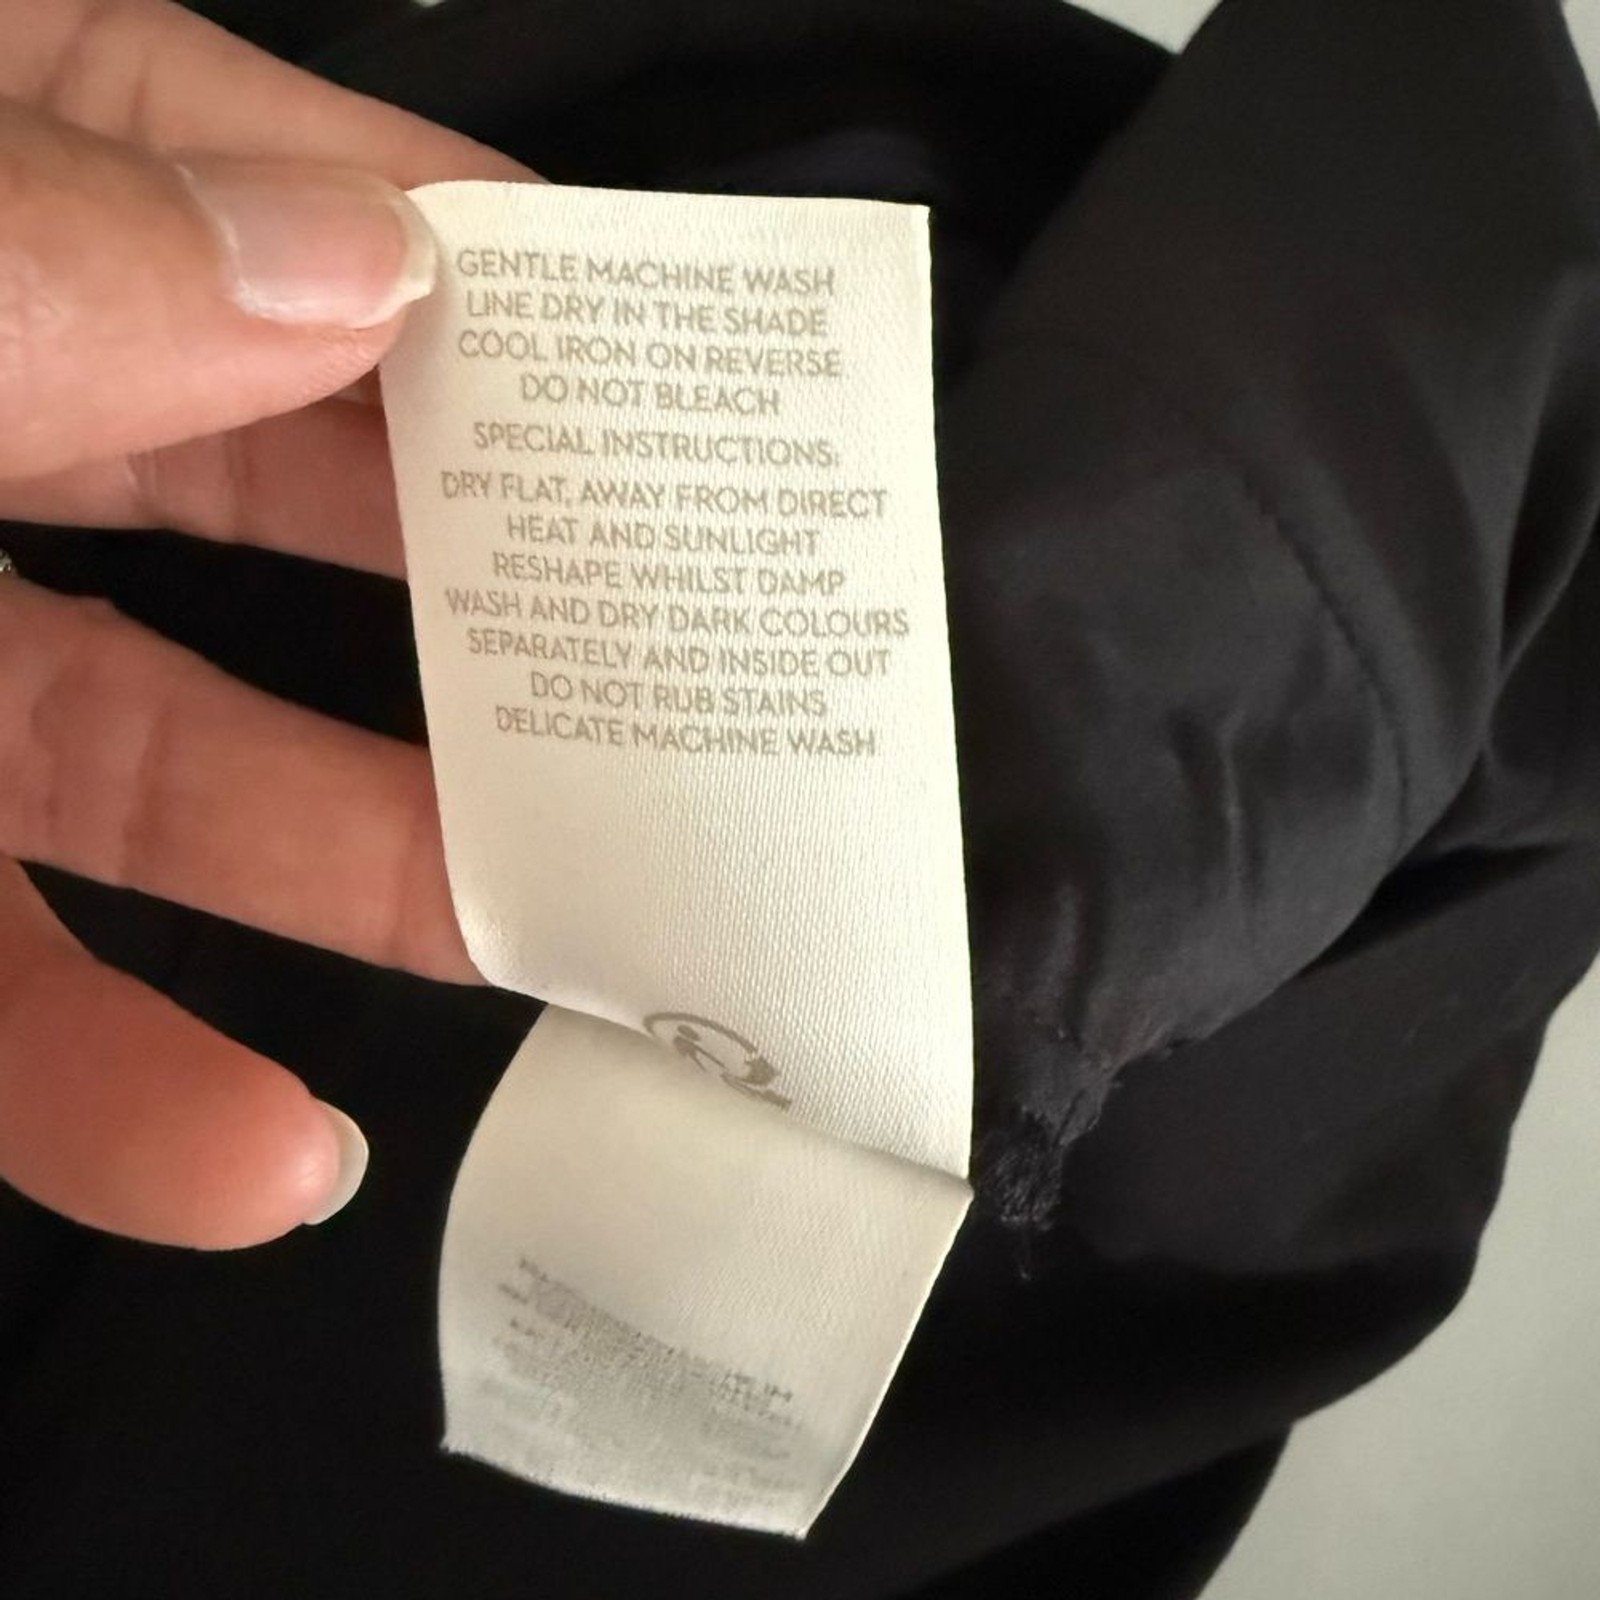 GENTLE MACHINE WASH
LINE DRY IN THE SHADE
COOL IRON ON REVERSE
DO NOT BLEACH
SPECIAL INSTRUCTIONS:
DRY FLAT, AWAY FROM DIRECT
HEAT AND SUNLIGHT
RESHAPE WHILST DAMP
WASH AND DRY DARK COLOURS
SEPARATELY AND INSIDE OUT
DO NOT RUB STAINS
DELICATE MACHINE WASH